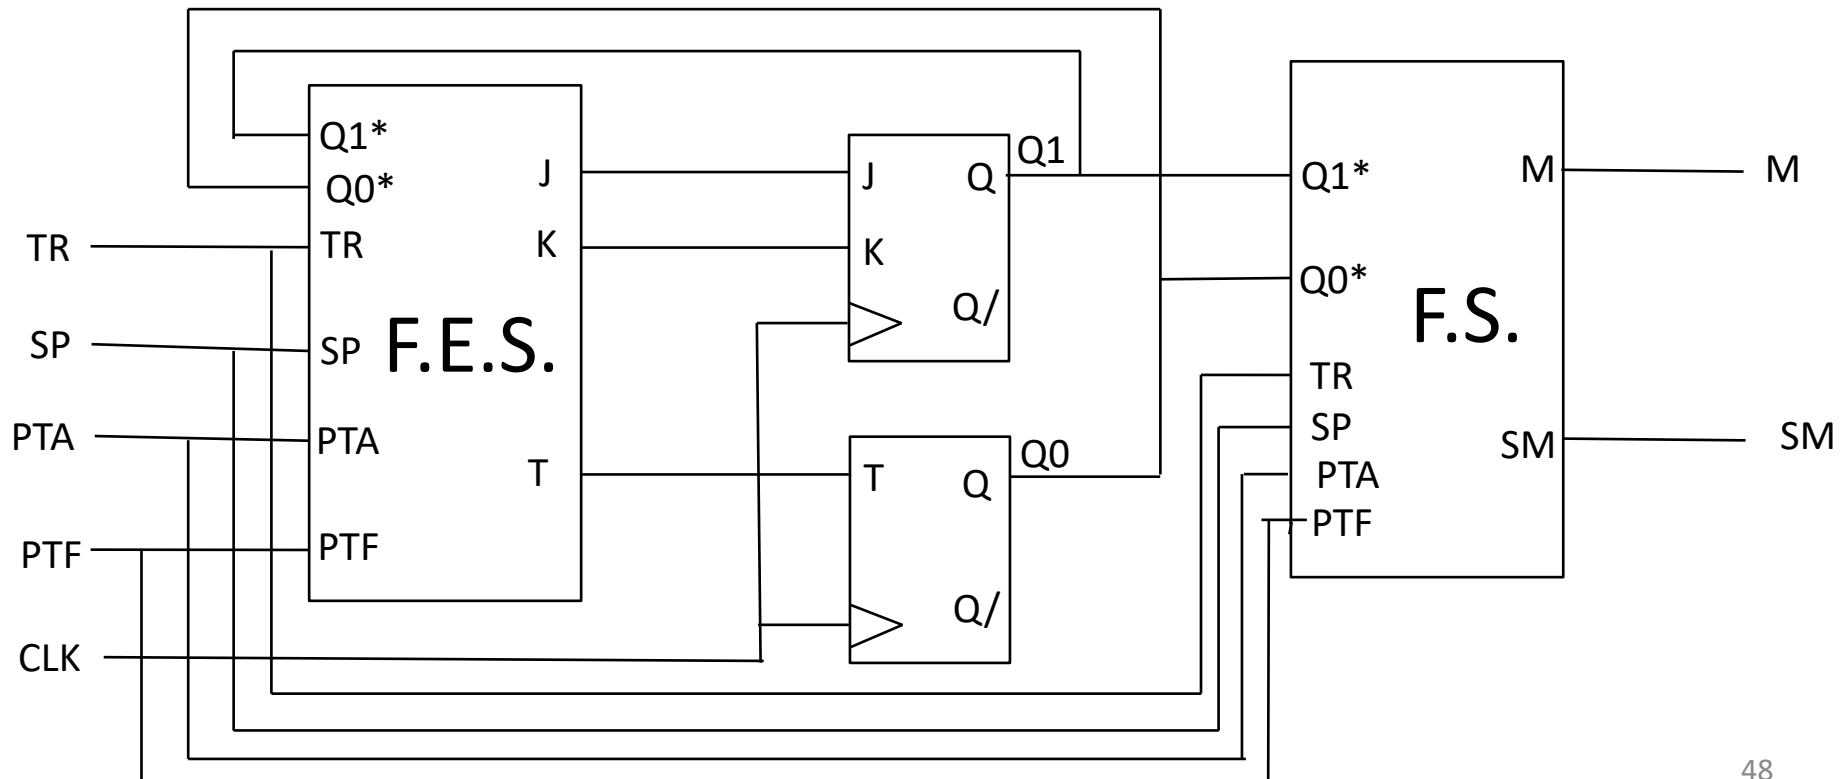 TR
SP
PTA
PTF
CLK
Q1*
Q0*
TR
SP
PTA
PTF
F.E.S.
J
K
T
J
K
Q
Q/
Q1
T
Q
Q/
Q0
Q1*
Q0*
TR
SP
PTA
PTF
F.S.
M
SM
M
SM
48